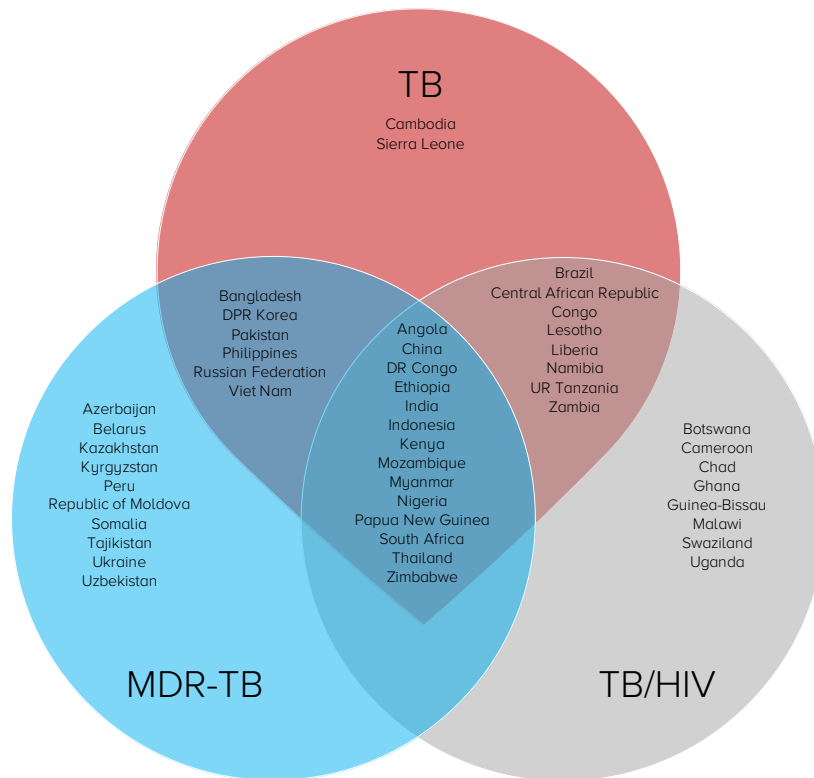 TB
Cambodia
Sierra Leone
Bangladesh
DPR Korea
Pakistan
Philippines
Russian Federation
Viet Nam
Angola
China
DR Congo
Ethiopia
India
Indonesia
Kenya
Mozambique
Myanmar
Nigeria
Papua New Guinea
South Africa
Thailand
Zimbabwe
Brazil
Central African Republic
Congo
Lesotho
Liberia
Namibia
UR Tanzania
Zambia
Azerbaijan
Belarus
Kazakhstan
Kyrgyzstan
Peru
Republic of Moldova
Somalia
Tajikistan
Ukraine
Uzbekistan
Botswana
Cameroon
Chad
Ghana
Guinea-Bissau
Malawi
Swaziland
Uganda
MDR-TB
TB/HIV